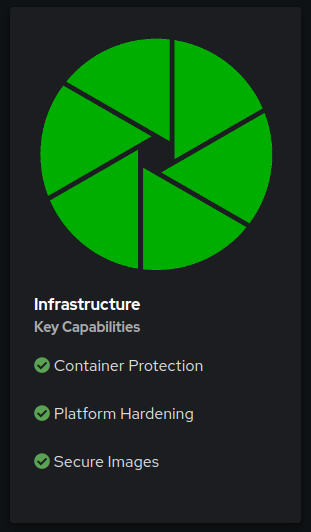 Infrastructure
Key Capabilities
Container Protection
Platform Hardening
Secure Images